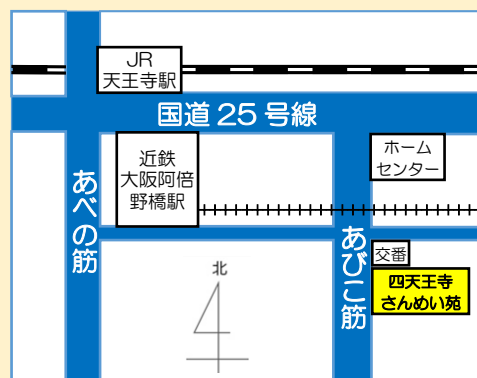 JR
天王寺駅
国道25号線
近鉄
大阪阿倍
野橋駅
ホーム
センター
あべの筋
あびこ筋
交番
四天王寺
さんめい苑
北